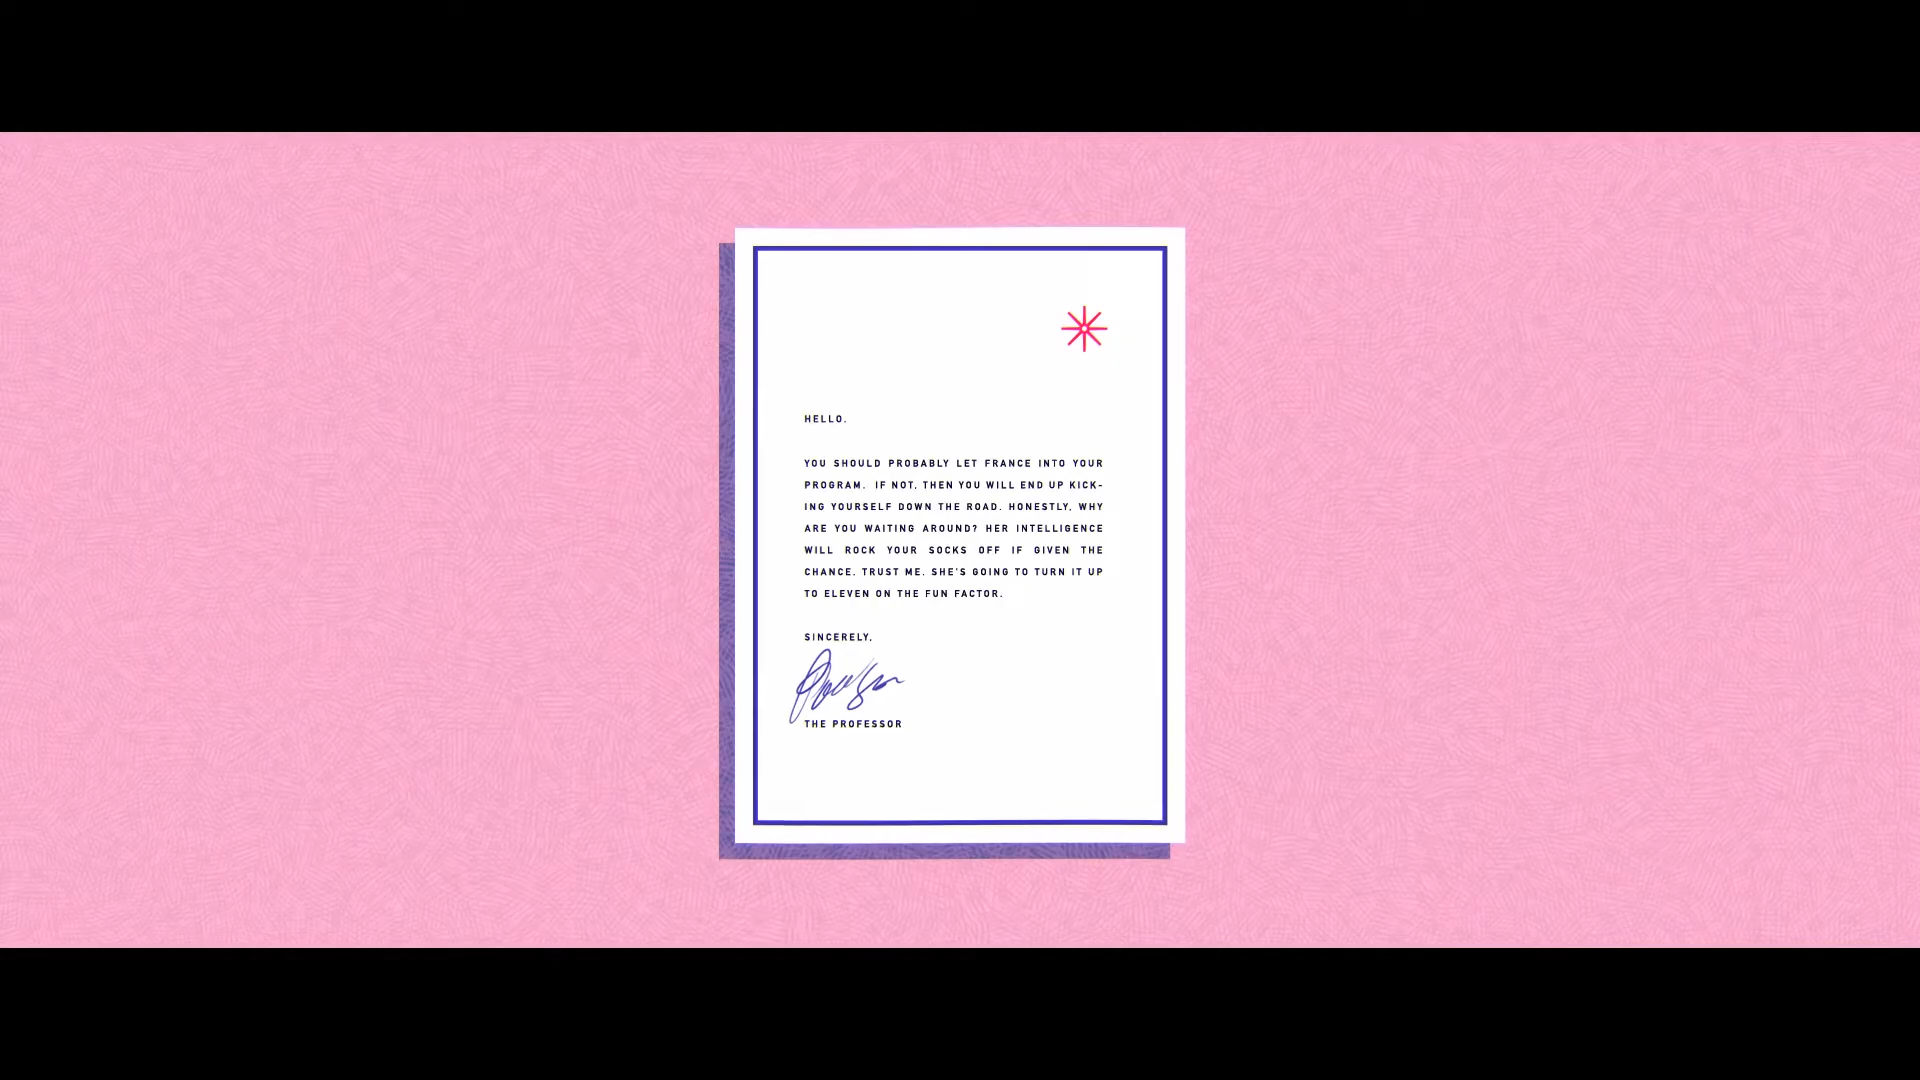 HELLO.
YOU SHOULD PROBABLY LET FRANCE INTO YOUR
PROGRAM. IF NOT, THEN YOU WILL END UP KICK-
ING YOURSELF DOWN THE ROAD. HONESTLY, WHY
ARE YOU WAITING AROUND? HER INTELLIGENCE
WILL ROCK YOUR SOCKS OFF IF GIVEN THE
CHANCE. TRUST ME, SHE'S GOING TO TURN IT UP
TO ELEVEN ON THE FUN FACTOR.
SINCERELY,
THE PROFESSOR